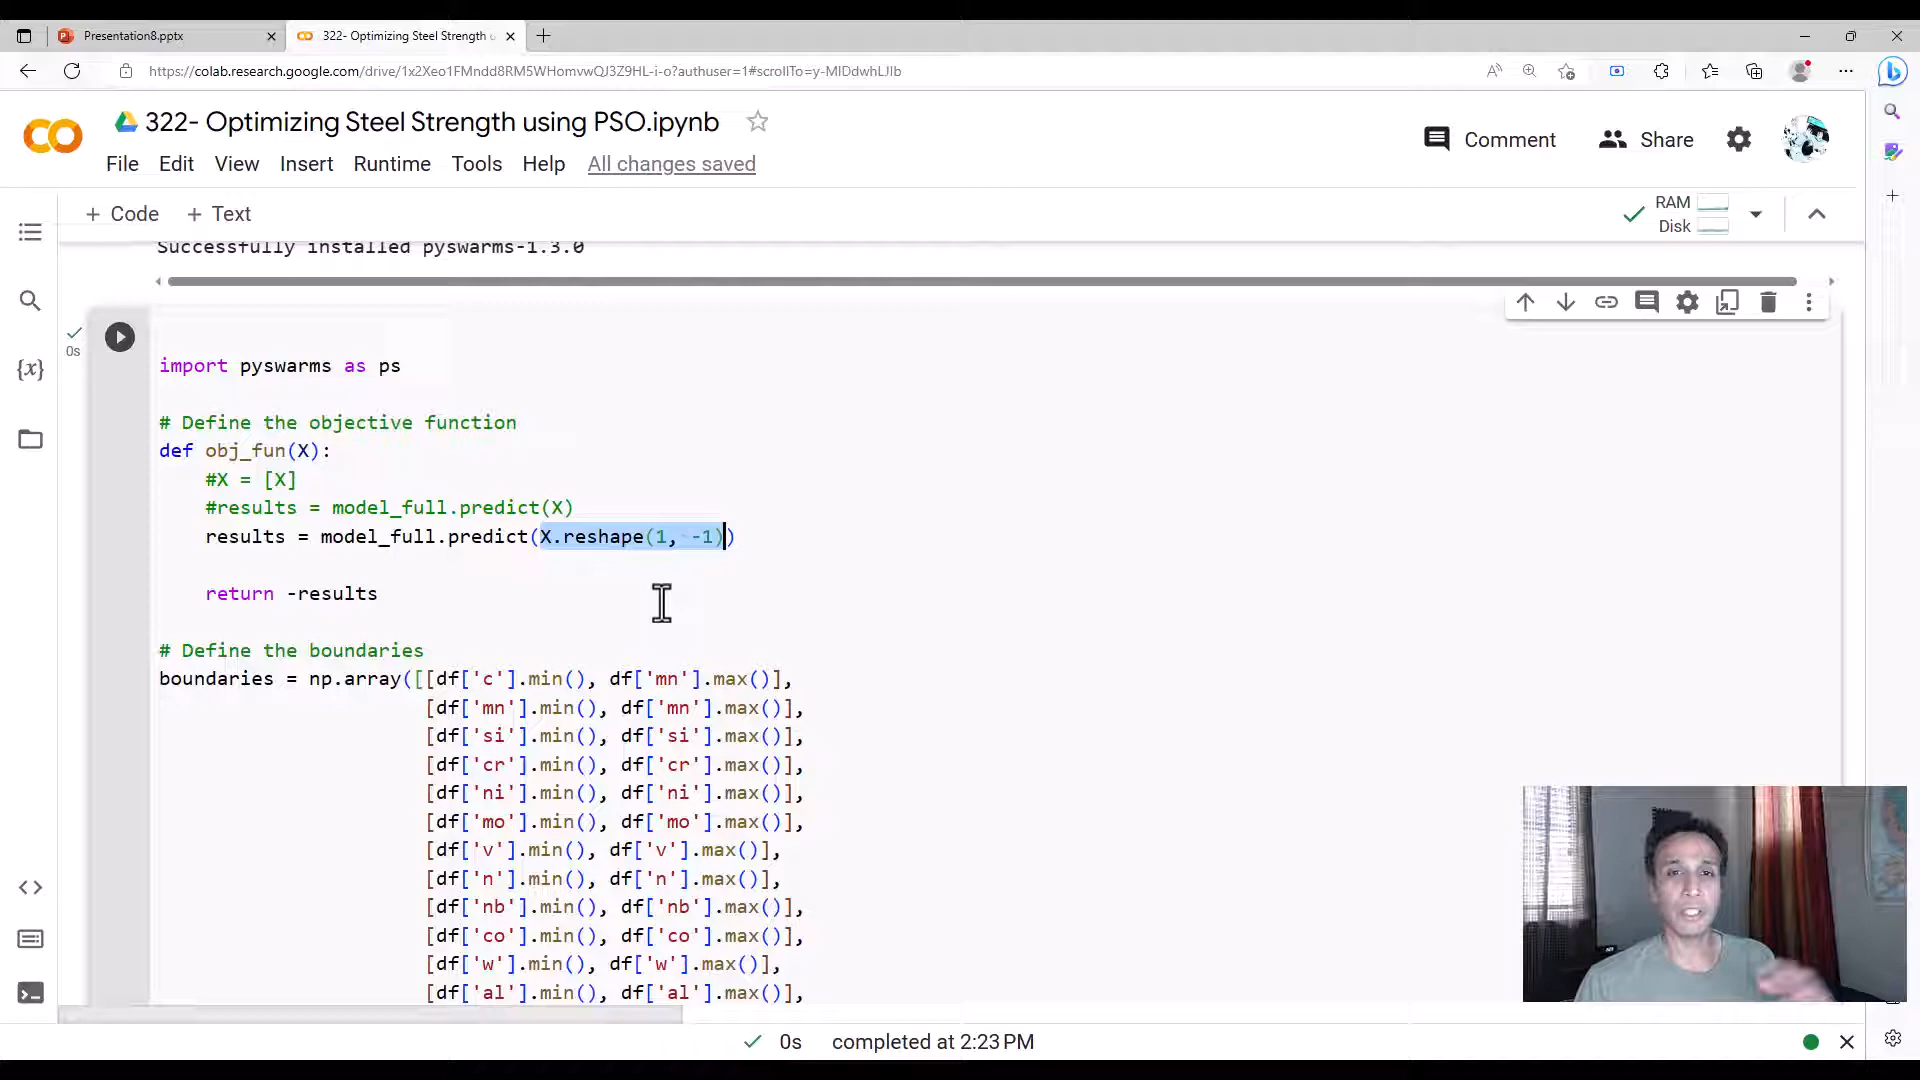 Presentation8.pptx
322- Optimizing Steel Strength u
https://colab.research.google.com/drive/1x2Xeo1FMndd8RM5WHomvwQJ3Z9HL-i-o?authuser=1#scrollTo=y-MIDdwhLJIb
322- Optimizing Steel Strength using PSO.ipynb
Comment
Share
File Edit View Insert Runtime Tools Help All changes saved
+ Code + Text
RAM
Disk
Successfully installed pyswarms-1.3.0
0s
import pyswarms as ps
# Define the objective function
def obj_fun(X):
#X = [X]
#results = model_full.predict(X)
results = model_full.predict(X.reshape(1, -1))
return -results
# Define the boundaries
boundaries = np.array([[df['c'].min(), df['mn'].max()],
[df['mn'].min(), df['mn'].max()],
[df['si'].min(), df['si'].max()],
[df['cr'].min(), df['cr'].max()],
[df['ni'].min(), df['ni'].max()],
[df['mo'].min(), df['mo'].max()],
[df['v'].min(), df['v'].max()],
[df['n'].min(), df['n'].max()],
[df['nb'].min(), df['nb'].max()],
[df['co'].min(), df['co'].max()],
[df['w'].min(), df['w'].max()],
[df['al'].min(), df['al'].max()],
0s completed at 2:23 PM